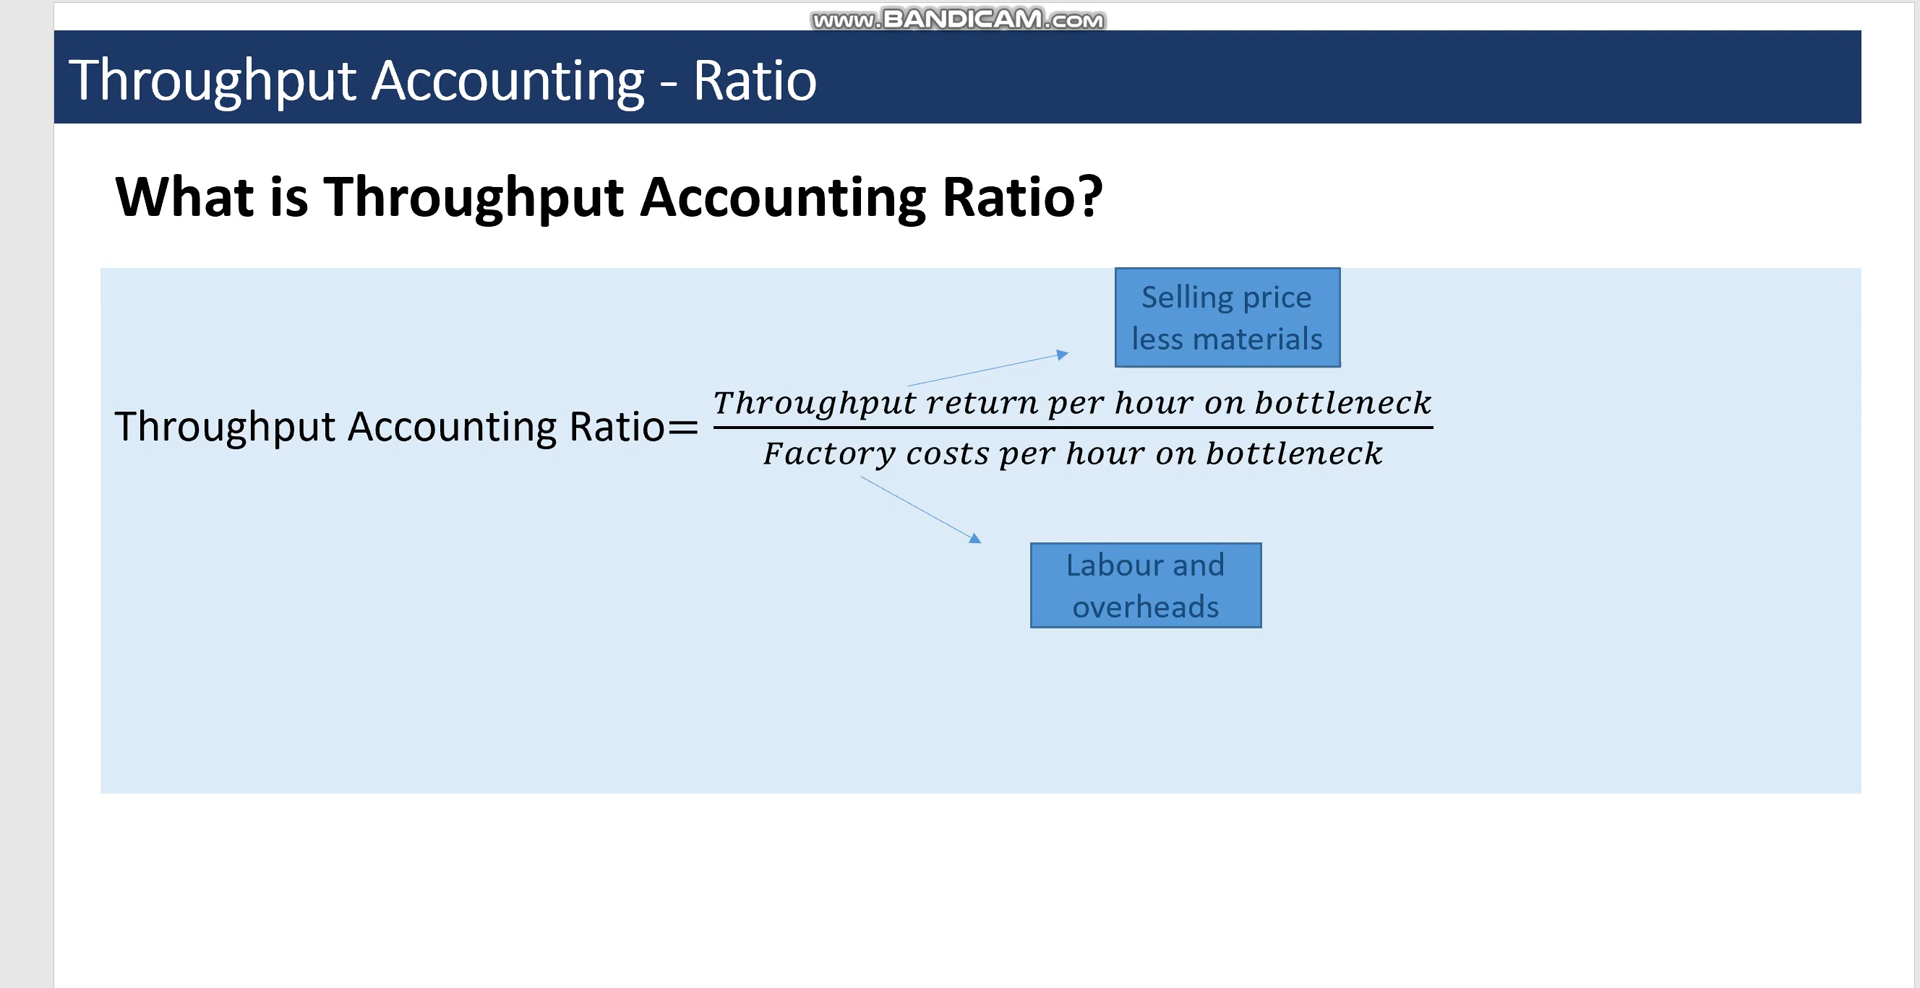 www.BANDICAM.com
Throughput Accounting - Ratio
What is Throughput Accounting Ratio?
Selling price
less materials
Throughput Accounting Ratio= Throughput return per hour on bottleneck
Factory costs per hour on bottleneck
Labour and
overheads